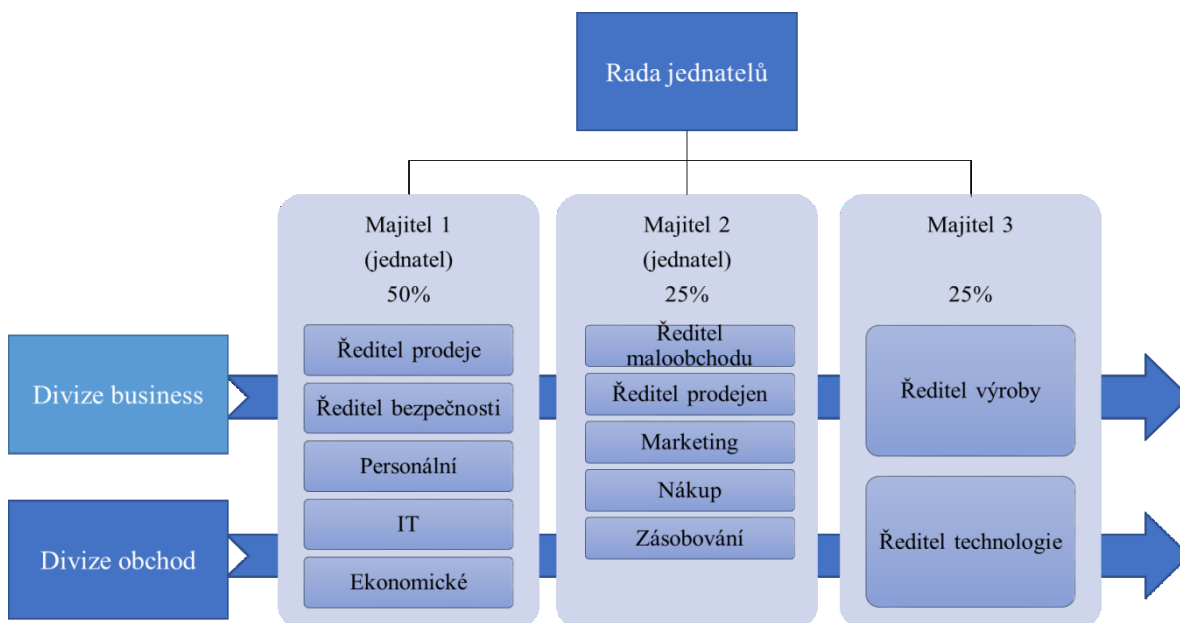 Rada jednatelů
Majitel 1
(jednatel)
50%
Ředitel prodeje
Ředitel bezpečnosti
Personální
IT
Ekonomické
Majitel 2
(jednatel)
25%
Ředitel
maloobchodu
Ředitel prodejen
Marketing
Nákup
Zásobování
Majitel 3
25%
Ředitel výroby
Ředitel technologie
Divize business
Divize obchod